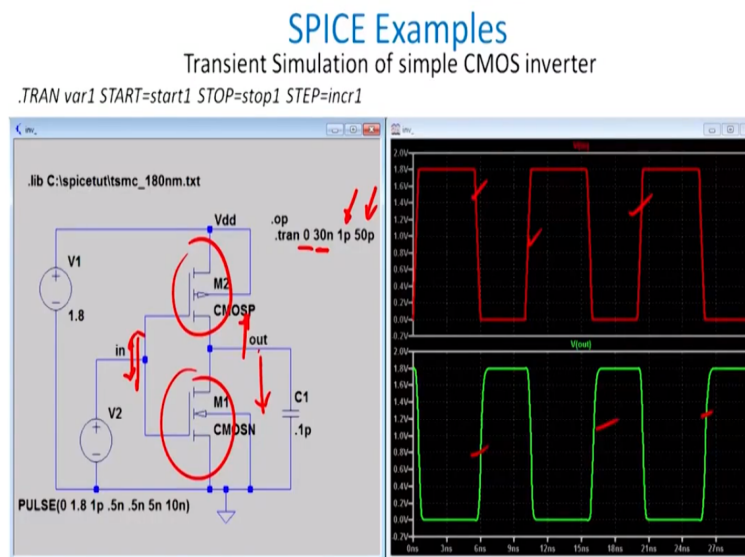 SPICE Examples
Transient Simulation of simple CMOS inverter
.TRAN var1 START=start1 STOP=stop1 STEP=incr1
inv_
.lib C:\spicetut\tsmc_180nm.txt
Vdd
.op
.tran 0 30n 1p 50p
V1
1.8
M2
CMOSP
in
out
V2
M1
CMOSN
C1
.1p
PULSE(0 1.8 1p .5n .5n 5n 10n)
inv_
V(in)
2.0V
1.8V
1.6V
1.4V
1.2V
1.0V
0.8V
0.6V
0.4V
0.2V
0.0V
0.2V
V(out)
2.0V
1.8V
1.6V
1.4V
1.2V
1.0V
0.8V
0.6V
0.4V
0.2V
0.0V
0.2V
0ns 3ns 6ns 9ns 12ns 15ns 18ns 21ns 24ns 27ns